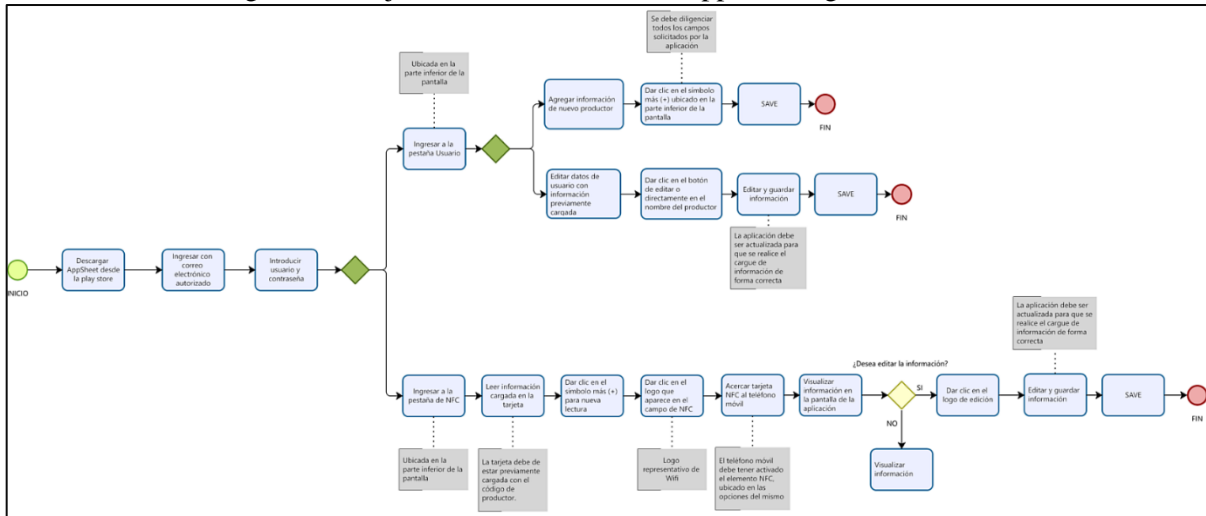 Se debe diligenciar
todos los campos
solicitados por la
aplicación
Ubicada en la
parte inferior de la
pantalla
Agregar información
de nuevo productor
Dar clic en el símbolo
más (+) ubicado en la
parte inferior de la
pantalla
SAVE
FIN
Ingresar a la
pestaña Usuario
Editar datos de
usuario con
información
previamente
cargada
Dar clic en el botón
de editar o
directamente en el
nombre del productor
Editar y guardar
información
SAVE
FIN
La aplicación debe
ser actualizada para
que se realice el
cargue de
información de
forma correcta
INICIO
Descargar
AppSheet desde
la play store
Ingresar con
correo
electrónico
autorizado
Introducir
usuario y
contraseña
La aplicación debe ser
actualizada para que se
realice el cargue de
información de forma
correcta
¿Desea editar la información?
Ingresar a la
pestaña de NFC
Leer información
cargada en la
tarjeta
Dar clic en el
símbolo más (+)
para nueva
lectura
Dar clic en el
logo que
aparece en el
campo de NFC
Acercar tarjeta
NFC al teléfono
móvil
Visualizar
información en
la pantalla de la
aplicación
SI
Dar clic en el
logo de edición
Editar y guardar
información
SAVE
FIN
NO
Visualizar
información
Ubicada en la
parte inferior de la
pantalla
La tarjeta debe de
estar previamente
cargada con el
código de
productor.
Logo
representativo de
Wifi
El teléfono móvil
debe tener activado
el elemento NFC,
ubicado en las
opciones del mismo